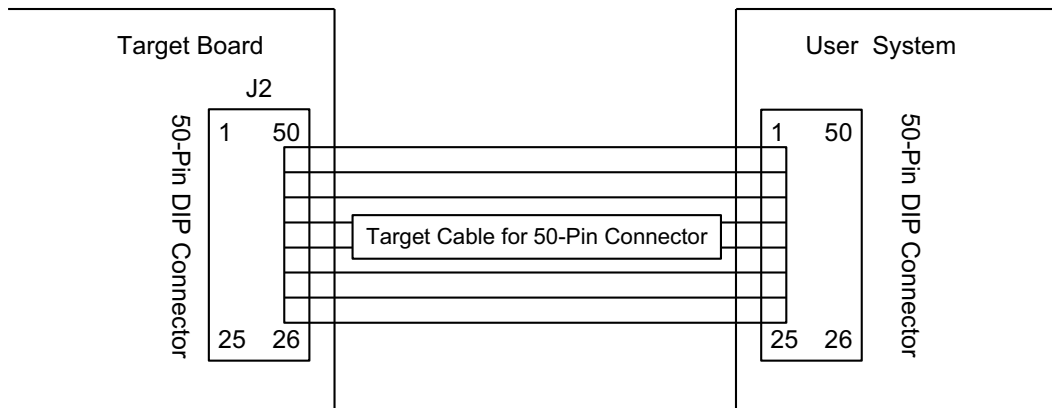 Target Board
User System
J2
50-Pin DIP Connector
1 50
25 26
Target Cable for 50-Pin Connector
1 50
25 26
50-Pin DIP Connector